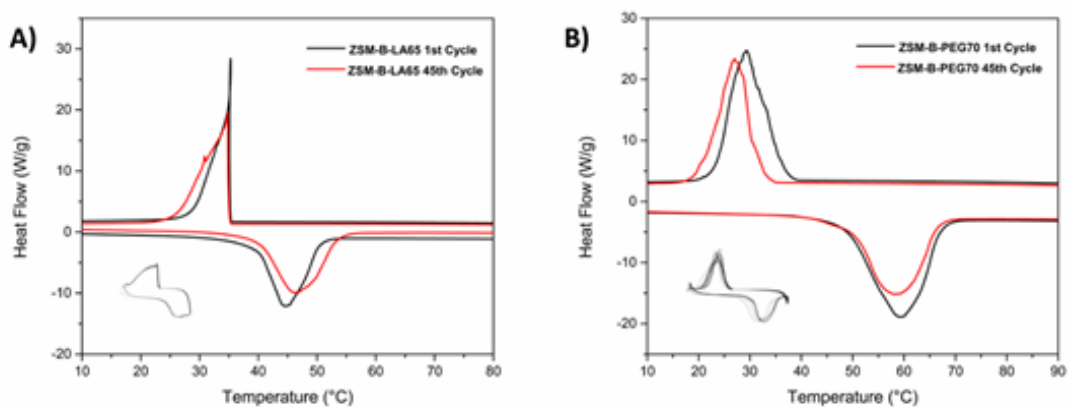 A)
ZSM-B-LA65 1st Cycle
ZSM-B-LA65 45th Cycle
Heat Flow (W/g)
30
20
10
0
-10
-20
10 20 30 40 50 60 70 80
Temperature (°C)
B)
ZSM-B-PEG70 1st Cycle
ZSM-B-PEG70 45th Cycle
Heat Flow (W/g)
30
20
10
0
-10
-20
10 20 30 40 50 60 70 80 90
Temperature (°C)